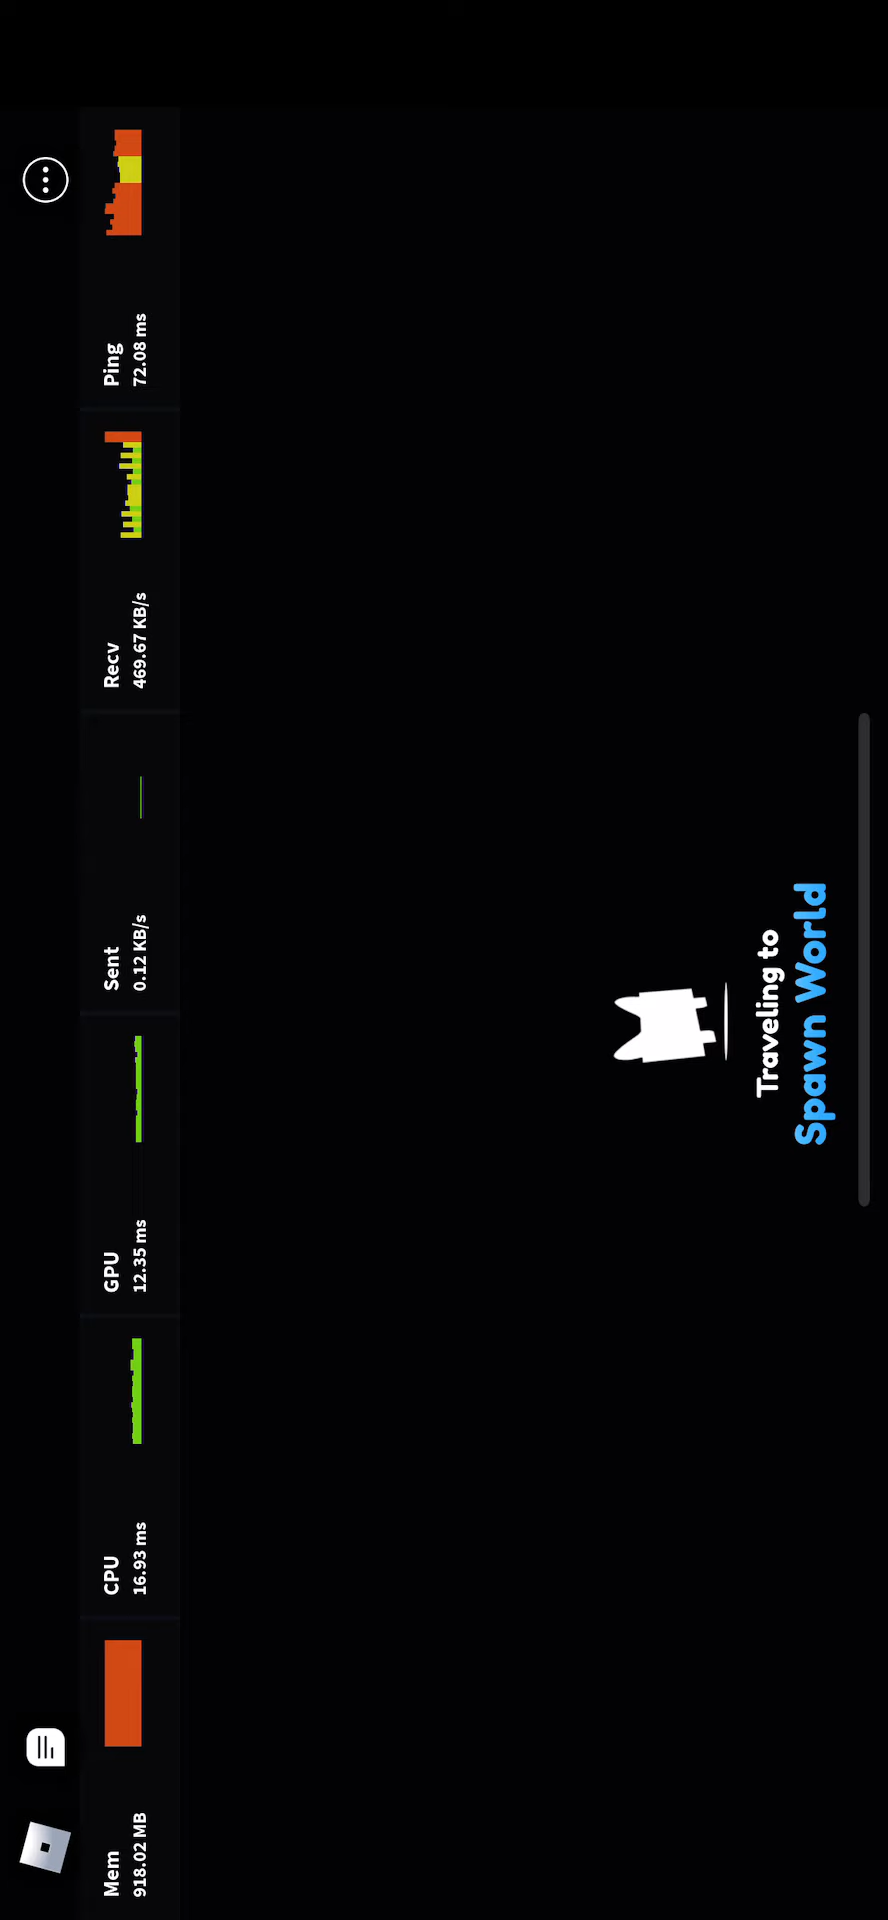 Mem
918.02 MB
CPU
16.93 ms
GPU
12.35 ms
Sent
0.12 KB/s
Recv
469.67 KB/s
Ping
72.08 ms
Traveling to
Spawn World